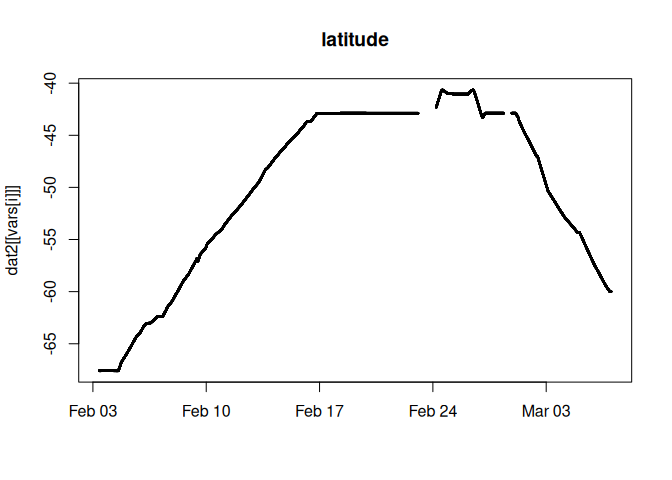 latitude
dat2[[vars[i]]]
-40
-45
-50
-55
-60
-65
Feb 03
Feb 10
Feb 17
Feb 24
Mar 03